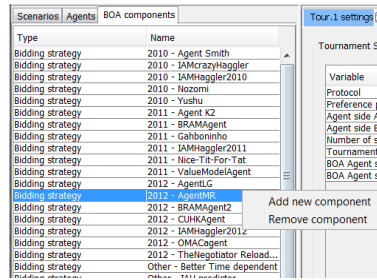 Scenarios Agents BOA components
Type Name
Bidding strategy 2010 - Agent Smith
Bidding strategy 2010 - IAMcrazyHaggler
Bidding strategy 2010 - IAMHaggler2010
Bidding strategy 2010 - Nozomi
Bidding strategy 2010 - Yushu
Bidding strategy 2011 - Agent K2
Bidding strategy 2011 - BRAMAgent
Bidding strategy 2011 - Gahboninho
Bidding strategy 2011 - IAMHaggler2011
Bidding strategy 2011 - Nice-Tit-For-Tat
Bidding strategy 2011 - ValueModelAgent
Bidding strategy 2012 - AgentLG
Bidding strategy 2012 - AgentMR
Bidding strategy 2012 - BRAMAgent2
Bidding strategy 2012 - CUHKAgent
Bidding strategy 2012 - IAMHaggler2012
Bidding strategy 2012 - OMACagent
Bidding strategy 2012 - TheNegotiator Reload...
Bidding strategy Other - Better Time dependent
Bidding strategy Other - IAH predictor
Add new component
Remove component
Tour.1 settings
Tournament S
Variable
Protocol
Preference p
Agent side A
Agent side B
Number of s
Tournament
BOA Agent s
BOA Agent s